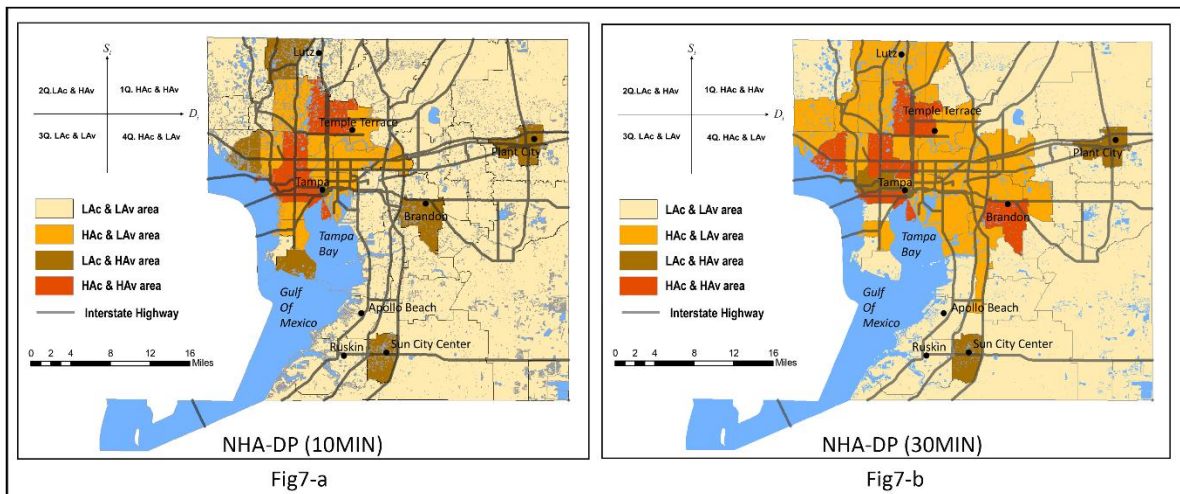 S_i
2Q.LAc & HAv
1Q. HAc & HAv
D_i
3Q. LAc & LAv
4Q. HAc & LAv
LAc & LAv area
HAc & LAv area
LAc & HAv area
HAc & HAv area
Interstate Highway
0 2 4 8 12 16
Miles
Lutz
Temple Terrace
Plant City
Tampa
Brandon
Tampa
Bay
Gulf
Of
Mexico
Apollo Beach
Ruskin
Sun City Center
NHA-DP (10MIN)
Fig7-a
S_i
2Q.LAc & HAv
1Q. HAc & HAv
D_i
3Q. LAc & LAv
4Q. HAc & LAv
LAc & LAv area
HAc & LAv area
LAc & HAv area
HAc & HAv area
Interstate Highway
0 2 4 8 12 16
Miles
Lutz
Temple Terrace
Plant City
Tampa
Brandon
Tampa
Bay
Gulf
Of
Mexico
Apollo Beach
Ruskin
Sun City Center
NHA-DP (30MIN)
Fig7-b